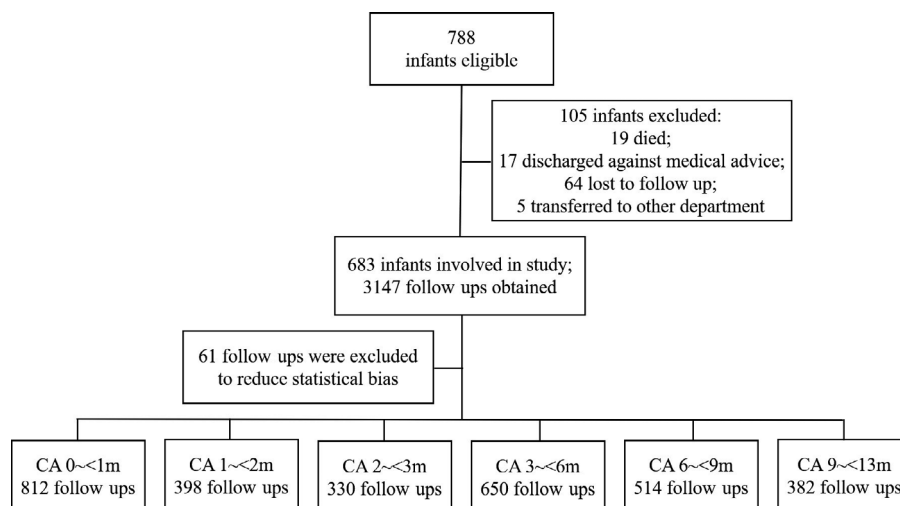 788
infants eligible
105 infants excluded:
19 died;
17 discharged against medical advice;
64 lost to follow up;
5 transferred to other department
683 infants involved in study;
3147 follow ups obtained
61 follow ups were excluded
to reduce statistical bias
CA 0~<1m
812 follow ups
CA 1~<2m
398 follow ups
CA 2~<3m
330 follow ups
CA 3~<6m
650 follow ups
CA 6~<9m
514 follow ups
CA 9~<13m
382 follow ups